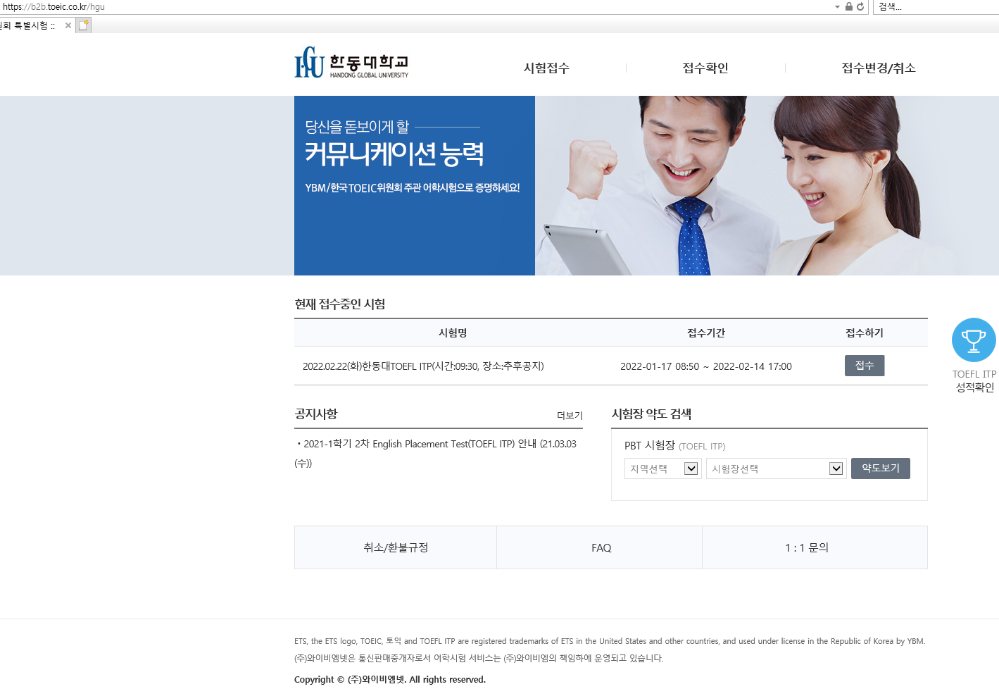 https://b2b.toeic.co.kr/hgu
검색...
회 특별시험 ::
HGU 한동대학교
HANDONG GLOBAL UNIVERSITY
시험접수
접수확인
접수변경/취소
당신을 돋보이게 할
커뮤니케이션 능력
YBM/한국TOEIC위원회 주관 어학시험으로 증명하세요!
현재 접수중인 시험
시험명 접수기간 접수하기
2022.02.22(화)한동대TOEFL ITP(시간:09:30, 장소:추후공지) 2022-01-17 08:50 ~ 2022-02-14 17:00 접수
TOEFL ITP
성적확인
공지사항 더보기
・2021-1학기 2차 English Placement Test(TOEFL ITP) 안내 (21.03.03
(수))
시험장 약도 검색
PBT 시험장 (TOEFL ITP)
지역선택 시험장선택 약도보기
취소/환불규정 FAQ 1 : 1 문의
ETS, the ETS logo, TOEIC, 토익 and TOEFL ITP are registered trademarks of ETS in the United States and other countries, and used under license in the Republic of Korea by YBM.
(주)와이비엠넷은 통신판매중개자로서 어학시험 서비스는 (주)와이비엠의 책임하에 운영되고 있습니다.
Copyright © (주)와이비엠넷. All rights reserved.